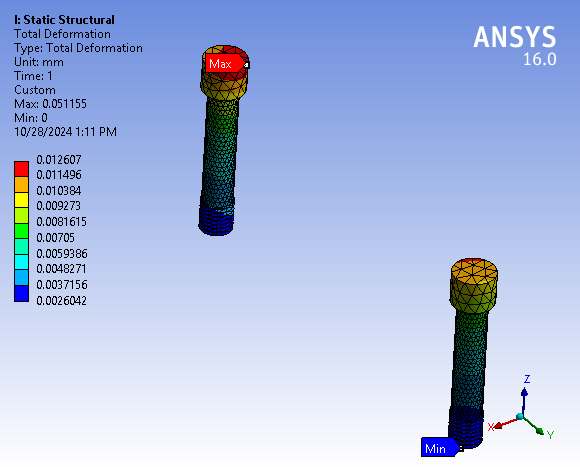 I: Static Structural
Total Deformation
Type: Total Deformation
Unit: mm
Time: 1
Custom
Max: 0.051155
Min: 0
10/28/2024 1:11 PM
ANSYS
16.0
Max
0.012607
0.011496
0.010384
0.009273
0.0081615
0.00705
0.0059386
0.0048271
0.0037156
0.0026042
Z
X
Y
Min